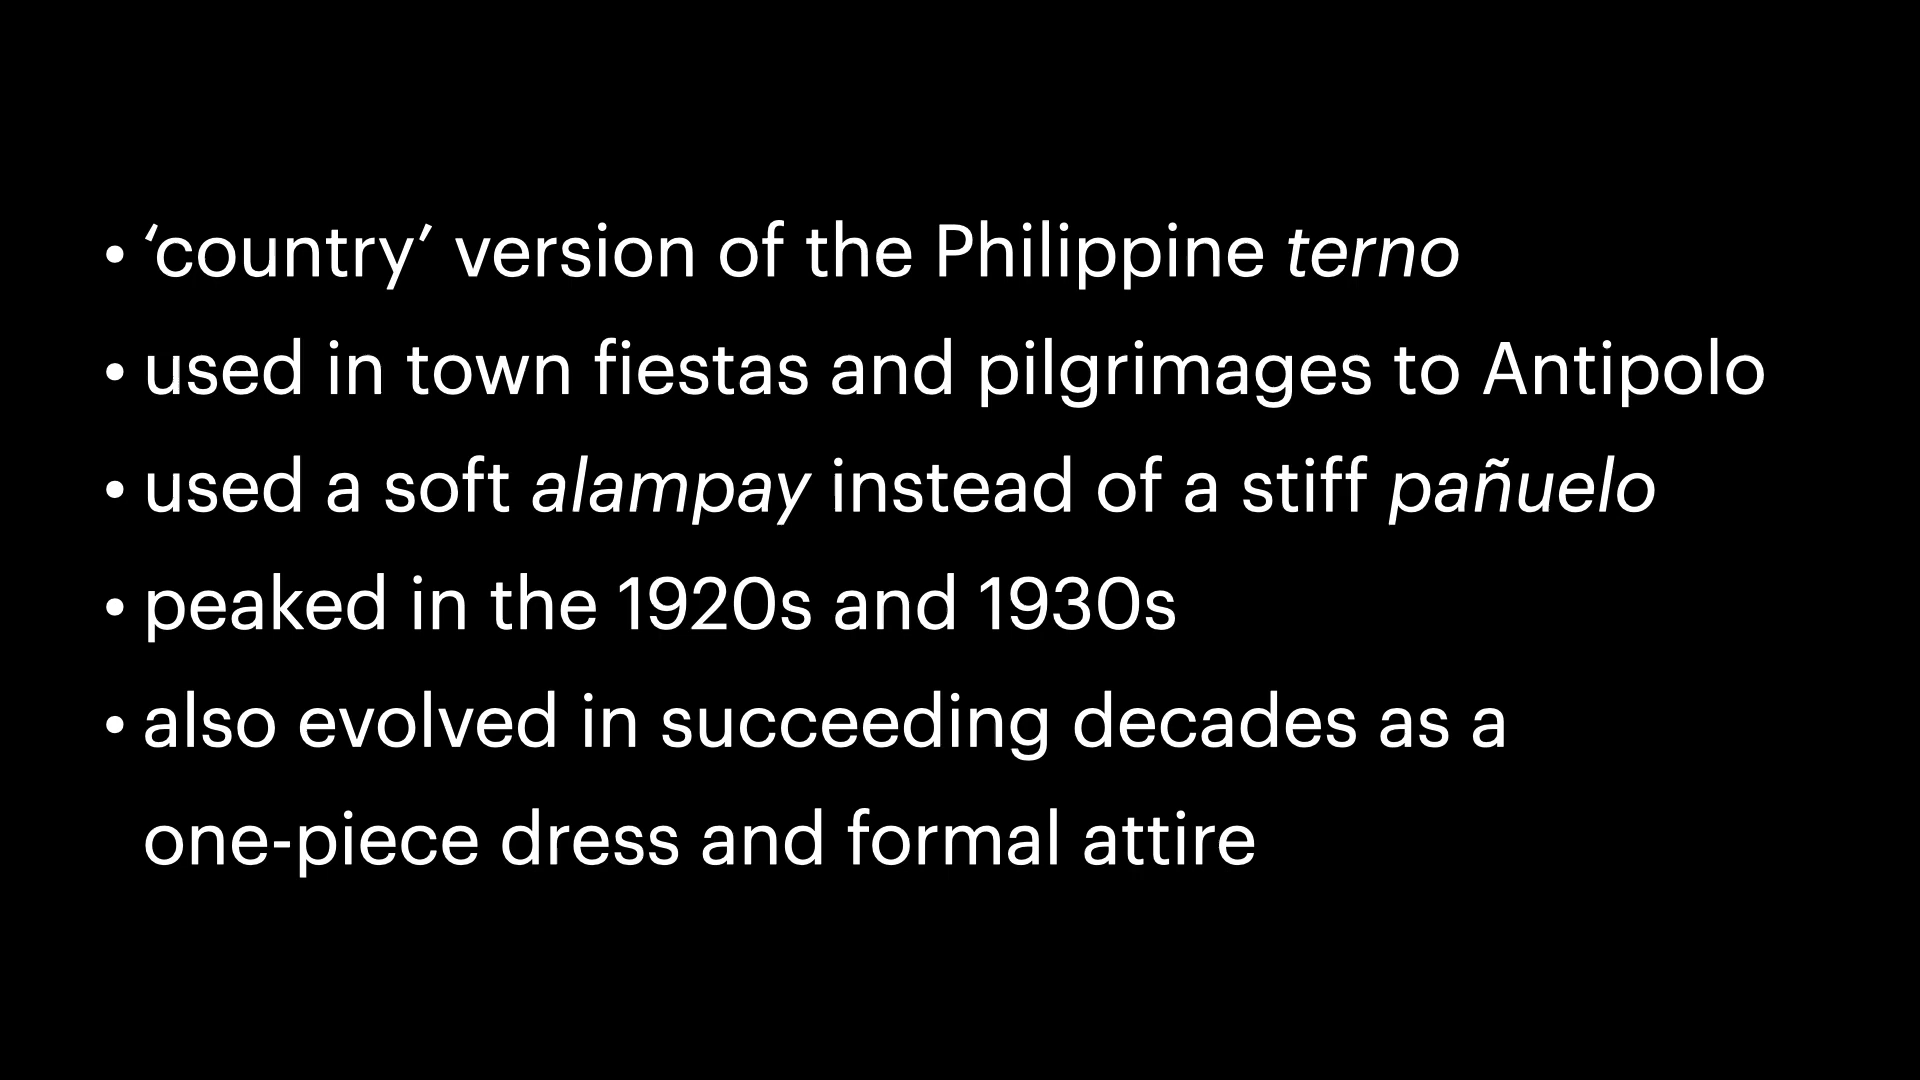 • ‘country’ version of the Philippine terno
• used in town fiestas and pilgrimages to Antipolo
• used a soft alampay instead of a stiff pañuelo
• peaked in the 1920s and 1930s
• also evolved in succeeding decades as a
one-piece dress and formal attire